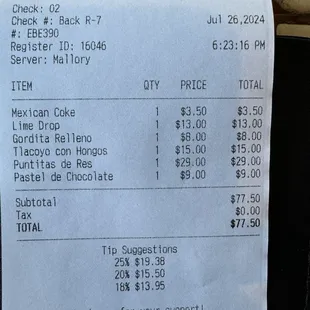 Check: 02
Check #: Back R-7 Jul 26,2024
#: EBE390
Register ID: 16046 6:23:16 PM
Server: Mallory
ITEM QTY PRICE TOTAL
Mexican Coke 1 $3.50 $3.50
Lime Drop 1 $13.00 $13.00
Gordita Relleno 1 $8.00 $8.00
Tlacoyo con Hongos 1 $15.00 $15.00
Puntitas de Res 1 $29.00 $29.00
Pastel de Chocolate 1 $9.00 $9.00
Subtotal $77.50
Tax $0.00
TOTAL $77.50
Tip Suggestions
25% $19.38
20% $15.50
18% $13.95
your support!